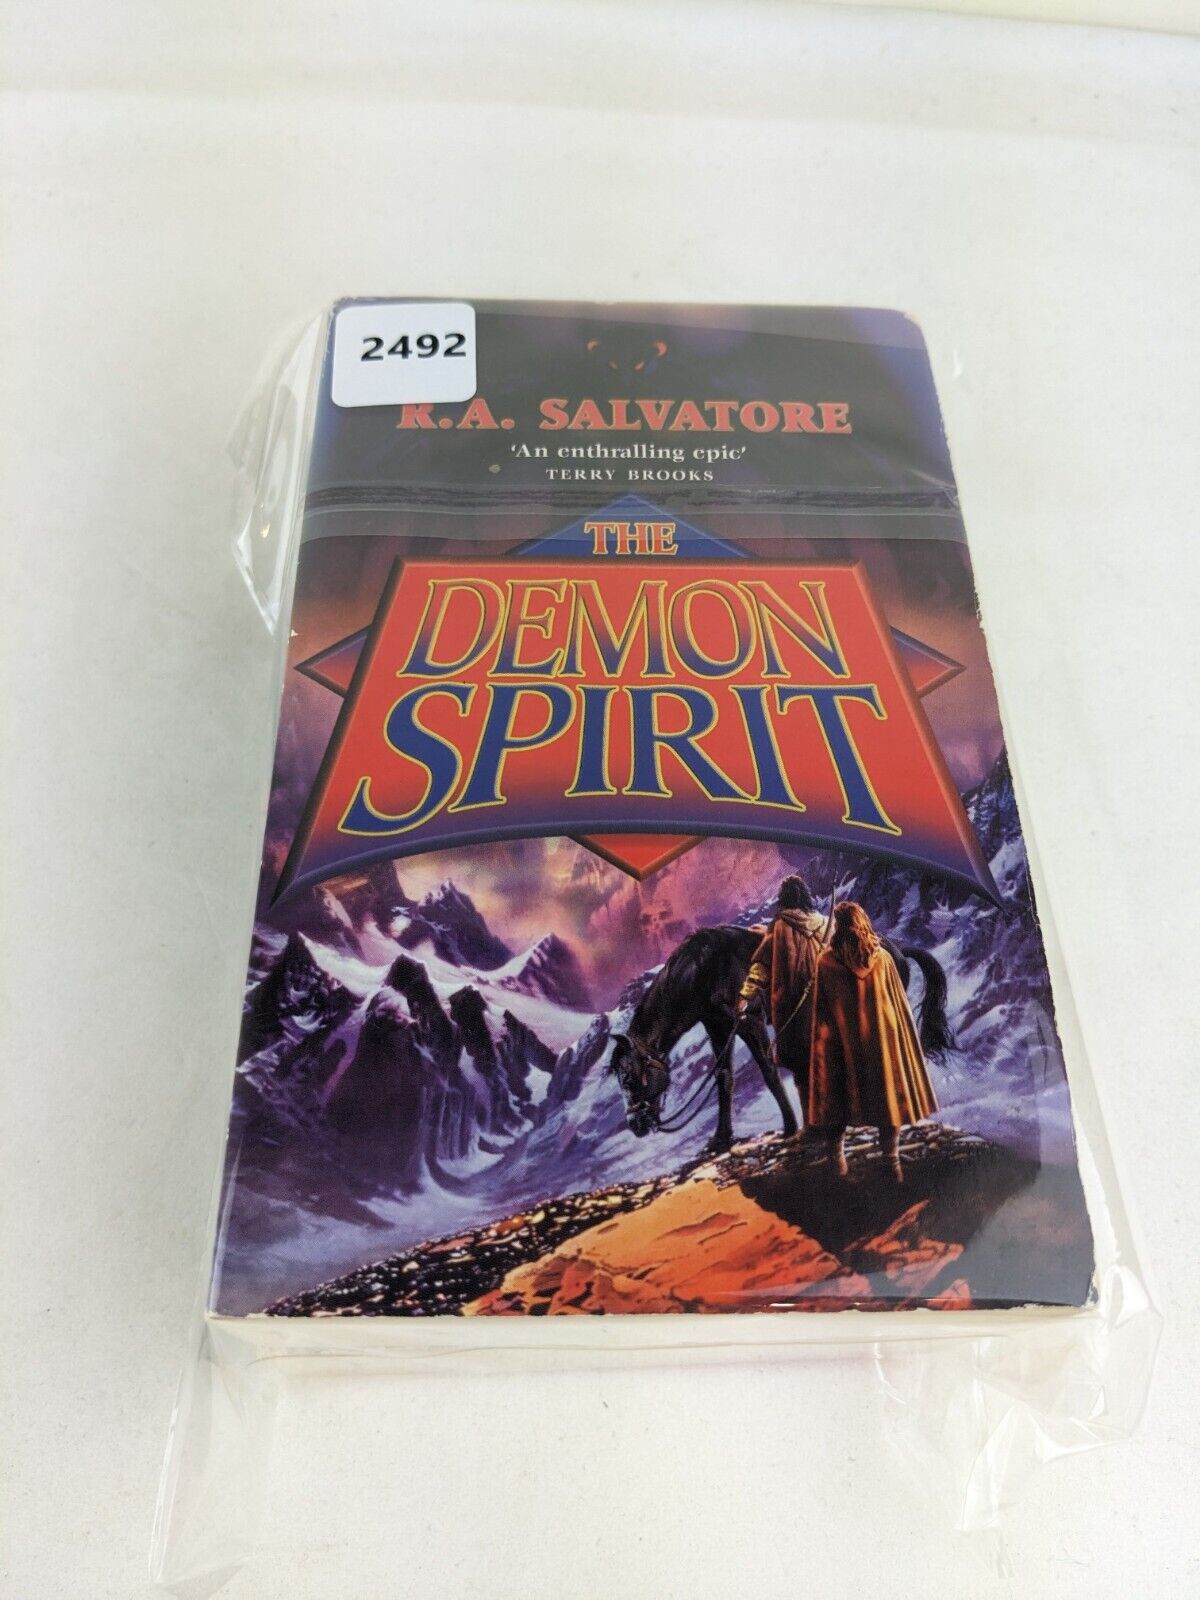 2492
R.A. SALVATORE
'An enthralling epic'
TERRY BROOKS
THE
DEMON
SPIRIT